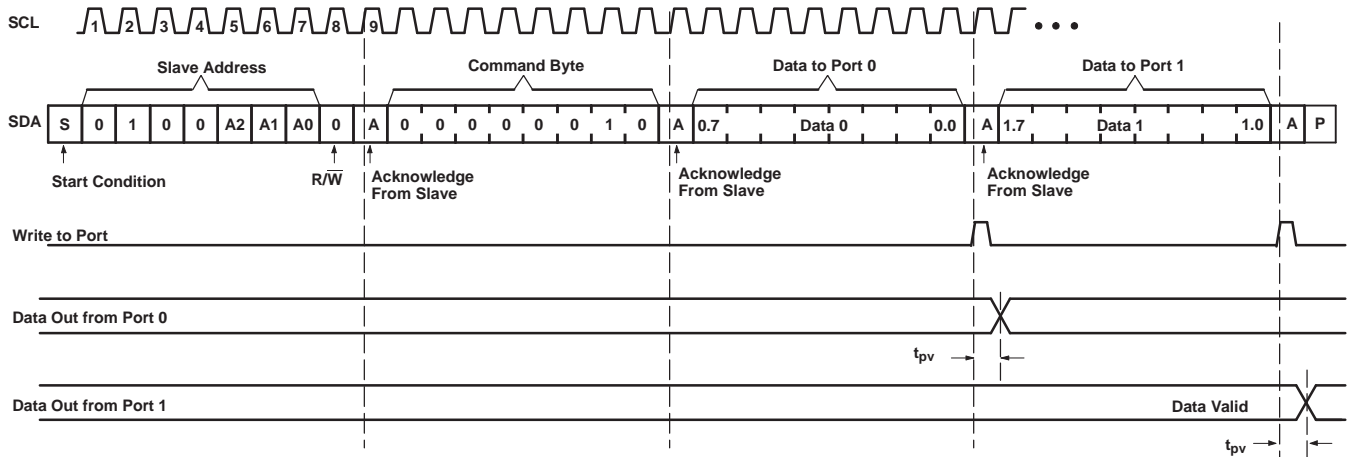 SCL 1 2 3 4 5 6 7 8 9
Slave Address Command Byte Data to Port 0 Data to Port 1
SDA S 0 1 0 0 A2 A1 A0 0 A 0 0 0 0 0 0 1 0 A 0.7 Data 0 0.0 A 1.7 Data 1 1.0 A P
Start Condition R/W̅ Acknowledge From Slave Acknowledge From Slave Acknowledge From Slave
Write to Port
Data Out from Port 0
tpv
Data Out from Port 1 Data Valid
tpv